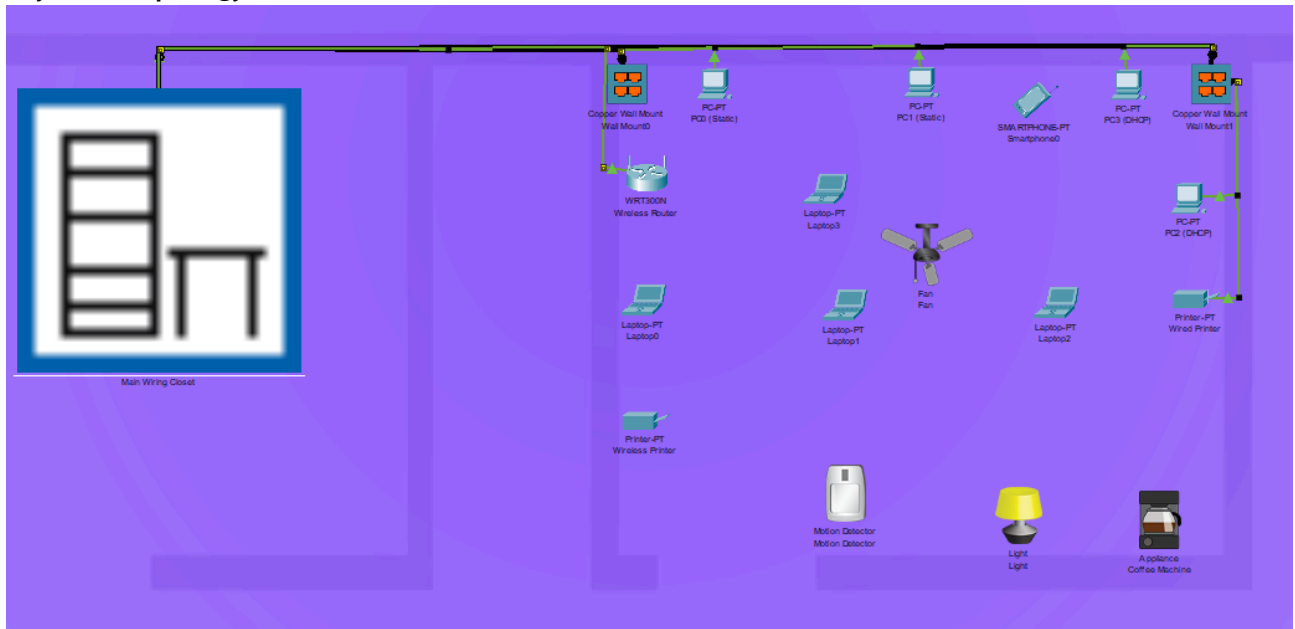 Main Wiring Closet
Copper Wall Mount
Wall Mount0
PC-PT
PC0 (Static)
PC-PT
PC1 (Static)
SMARTPHONE-PT
Smartphone0
PC-PT
PC3 (DHCP)
Copper Wall Mount
Wall Mount1
WRT300N
Wireless Router
Laptop-PT
Laptop3
PC-PT
PC2 (DHCP)
Fan
Fan
Laptop-PT
Laptop0
Laptop-PT
Laptop1
Laptop-PT
Laptop2
Printer-PT
Wired Printer
Printer-PT
Wireless Printer
Motion Detector
Motion Detector
Light
Light
Appliance
Coffee Machine